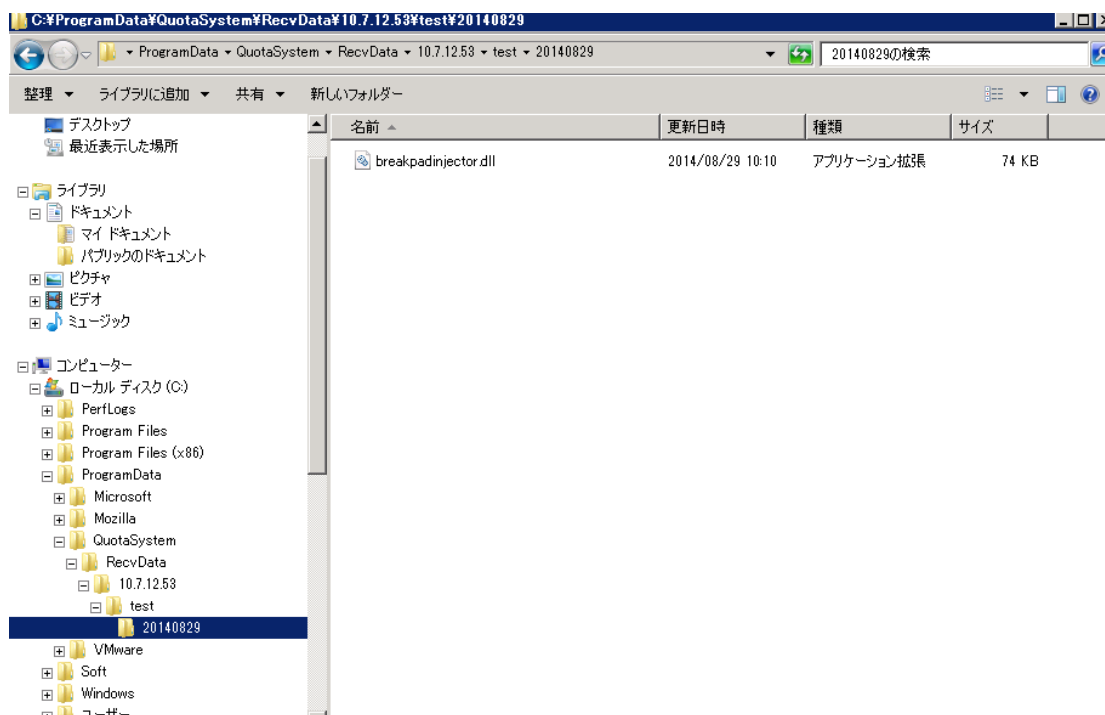 C:¥ProgramData¥QuotaSystem¥RecvData¥10.7.12.53¥test¥20140829
ProgramData QuotaSystem RecvData 10.7.12.53 test 20140829
20140829の検索
整理 ライブラリに追加 共有 新しいフォルダー
デスクトップ
最近表示した場所
ライブラリ
ドキュメント
マイ ドキュメント
パブリックのドキュメント
ピクチャ
ビデオ
ミュージック
コンピューター
ローカル ディスク (C:)
PerfLogs
Program Files
Program Files (x86)
ProgramData
Microsoft
Mozilla
QuotaSystem
RecvData
10.7.12.53
test
20140829
VMware
Soft
Windows
ユーザー
名前 更新日時 種類 サイズ
breakpadinjector.dll 2014/08/29 10:10 アプリケーション拡張 74 KB